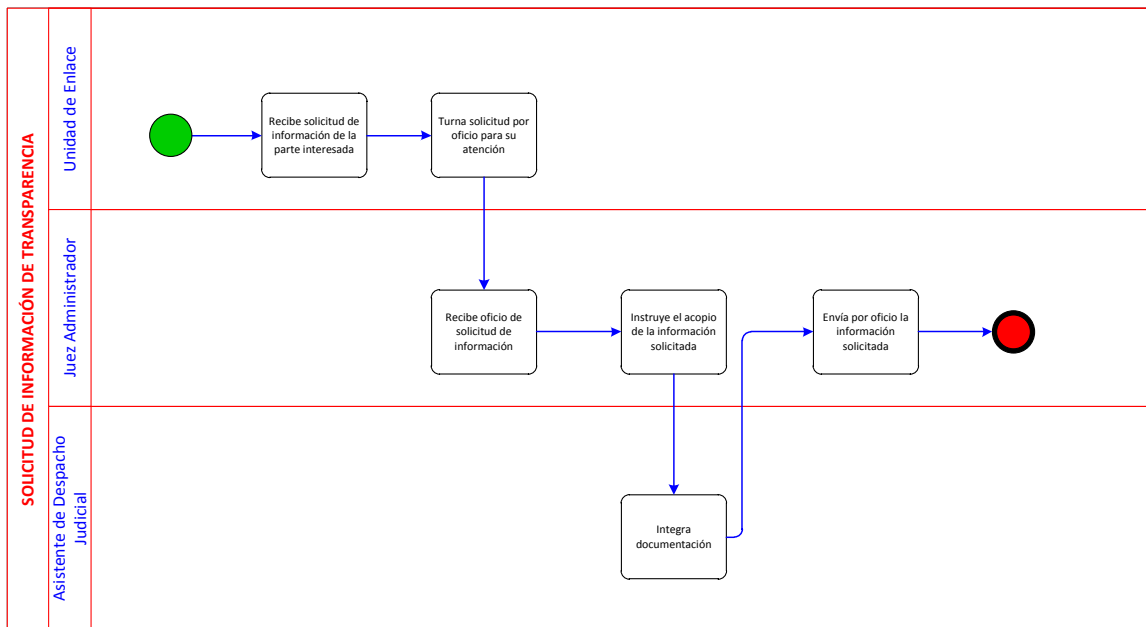 SOLICITUD DE INFORMACIÓN DE TRANSPARENCIA
Unidad de Enlace
Recibe solicitud de
información de la
parte interesada
Turna solicitud por
oficio para su
atención
Juez Administrador
Recibe oficio de
solicitud de
información
Instruye el acopio
de la información
solicitada
Envía por oficio la
información
solicitada
Asistente de Despacho
Judicial
Integra
documentación